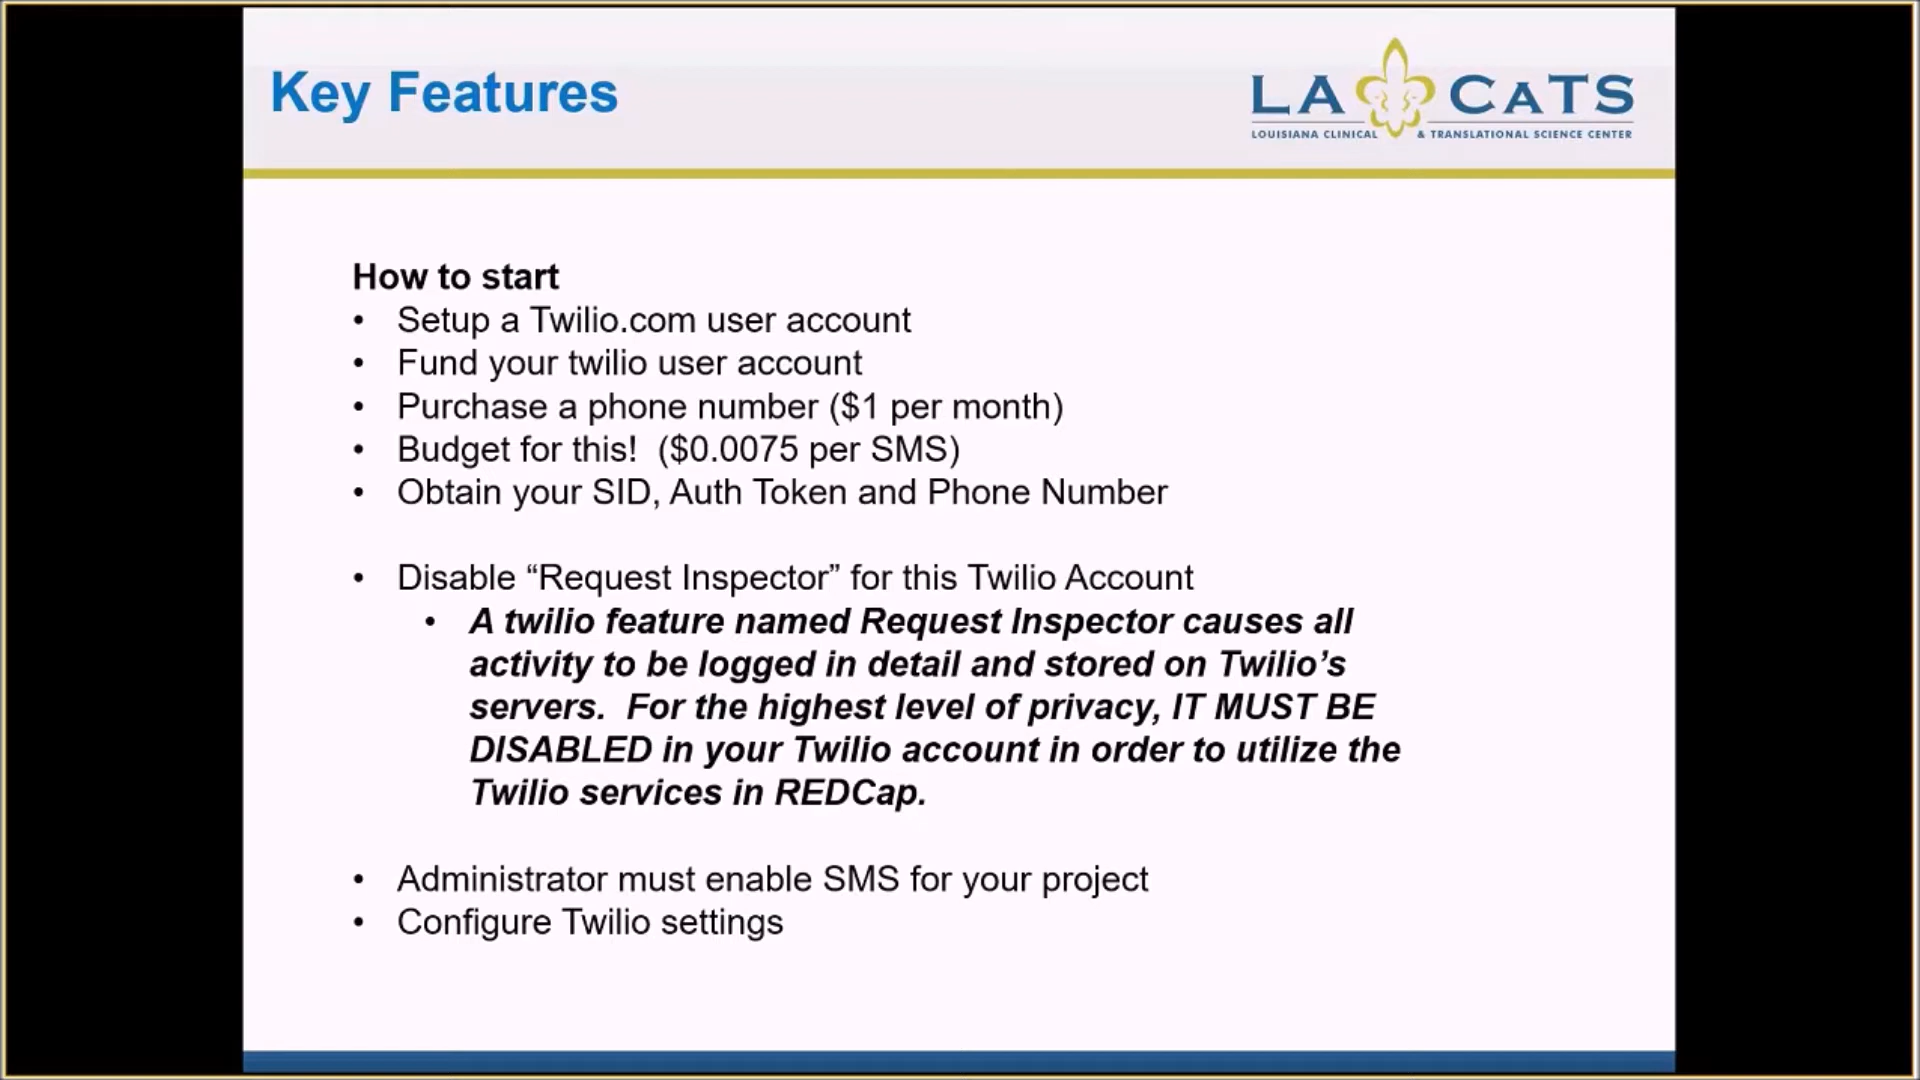 Key Features
LA CATS
LOUISIANA CLINICAL & TRANSLATIONAL SCIENCE CENTER
How to start
• Setup a Twilio.com user account
• Fund your twilio user account
• Purchase a phone number ($1 per month)
• Budget for this!  ($0.0075 per SMS)
• Obtain your SID, Auth Token and Phone Number
• Disable “Request Inspector” for this Twilio Account
• A twilio feature named Request Inspector causes all
activity to be logged in detail and stored on Twilio’s
servers.  For the highest level of privacy, IT MUST BE
DISABLED in your Twilio account in order to utilize the
Twilio services in REDCap.
• Administrator must enable SMS for your project
• Configure Twilio settings